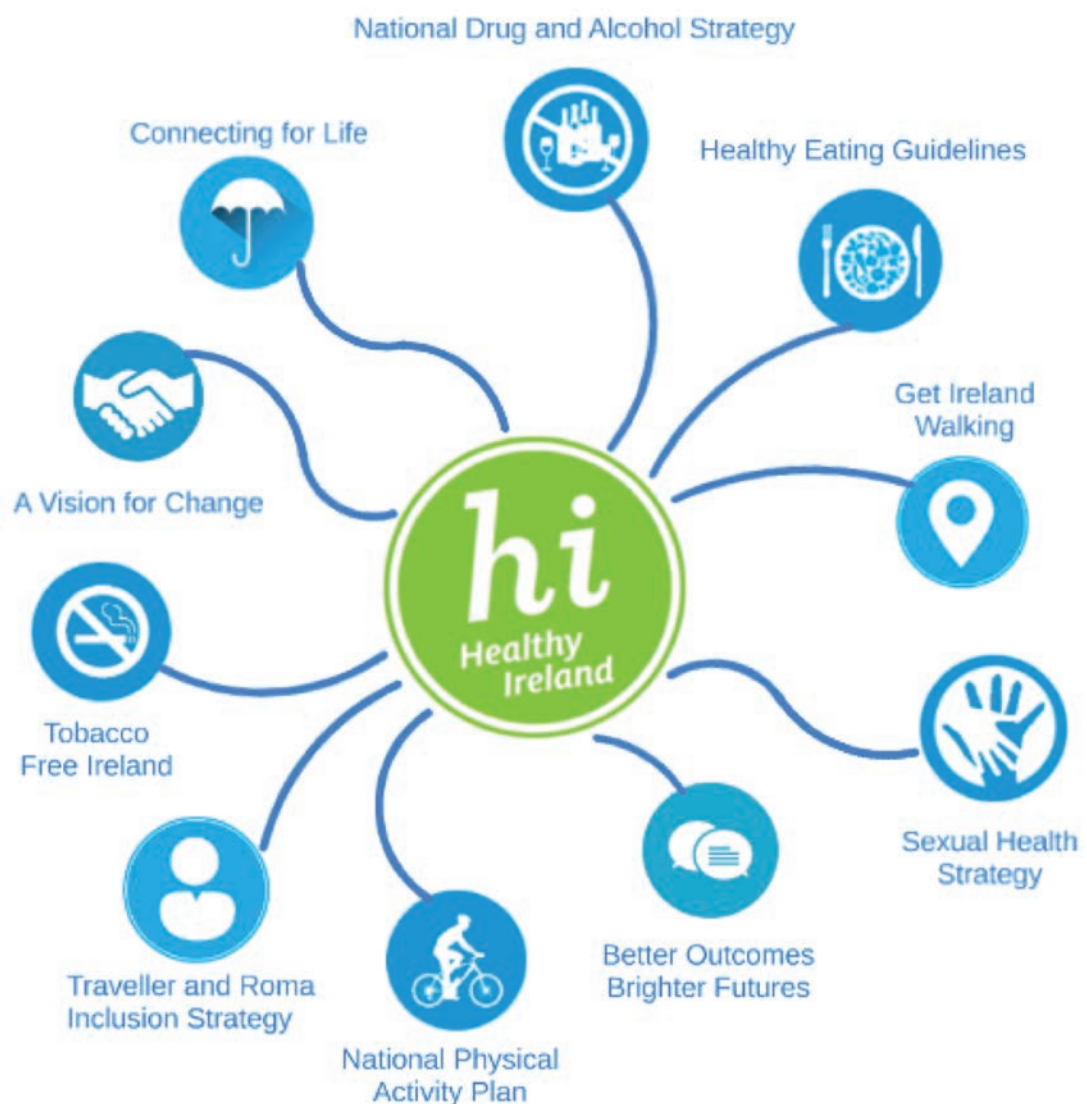 National Drug and Alcohol Strategy
Connecting for Life
Healthy Eating Guidelines
Get Ireland
Walking
A Vision for Change
hi
Healthy
Ireland
Tobacco
Free Ireland
Sexual Health
Strategy
Better Outcomes
Brighter Futures
Traveller and Roma
Inclusion Strategy
National Physical
Activity Plan